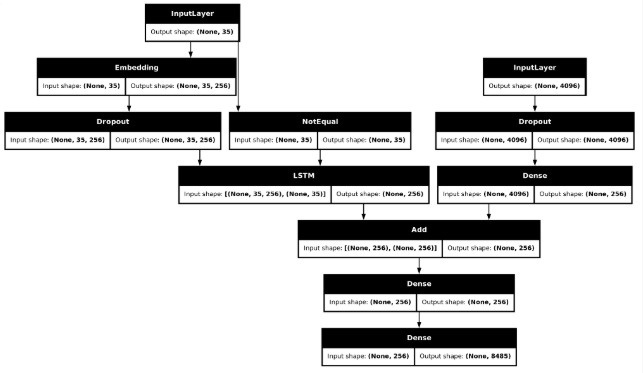 InputLayer
Output shape: (None, 35)
Embedding
Input shape: (None, 35) Output shape: (None, 35, 256)
InputLayer
Output shape: (None, 4096)
Dropout
Input shape: (None, 35, 256) Output shape: (None, 35, 256)
NotEqual
Input shape: (None, 35) Output shape: (None, 35)
Dropout
Input shape: (None, 4096) Output shape: (None, 4096)
LSTM
Input shape: [(None, 35, 256), (None, 35)] Output shape: (None, 256)
Dense
Input shape: (None, 4096) Output shape: (None, 256)
Add
Input shape: [(None, 256), (None, 256)] Output shape: (None, 256)
Dense
Input shape: (None, 256) Output shape: (None, 256)
Dense
Input shape: (None, 256) Output shape: (None, 8485)